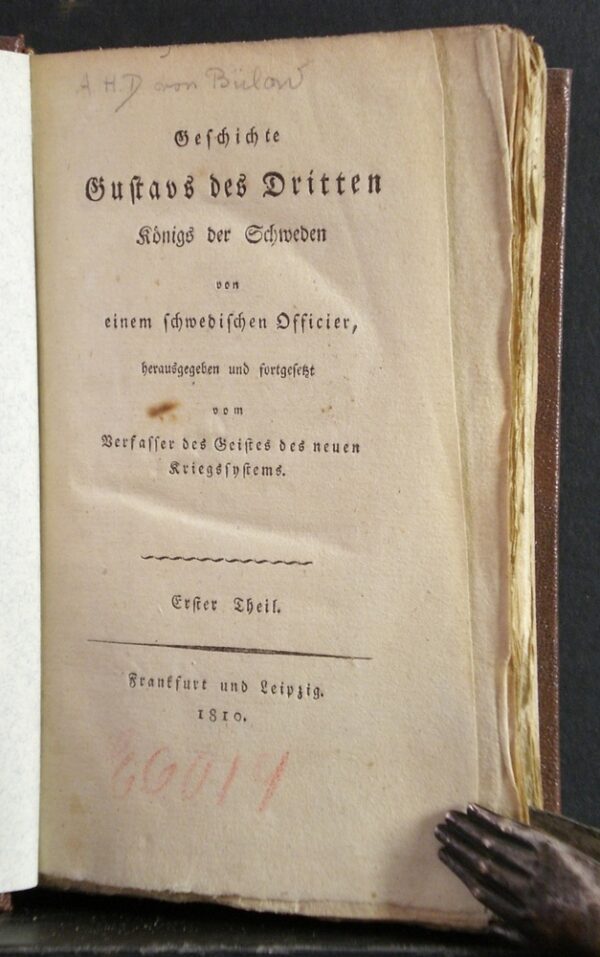 A. H. D von Bülow
Geschichte
Gustavs des Dritten
Königs der Schweden
von
einem schwedischen Officier,
herausgegeben und fortgesetzt
vom
Verfasser des Geistes des neuen
Kriegssystems.
Erster Theil.
Frankfurt und Leipzig.
1810.